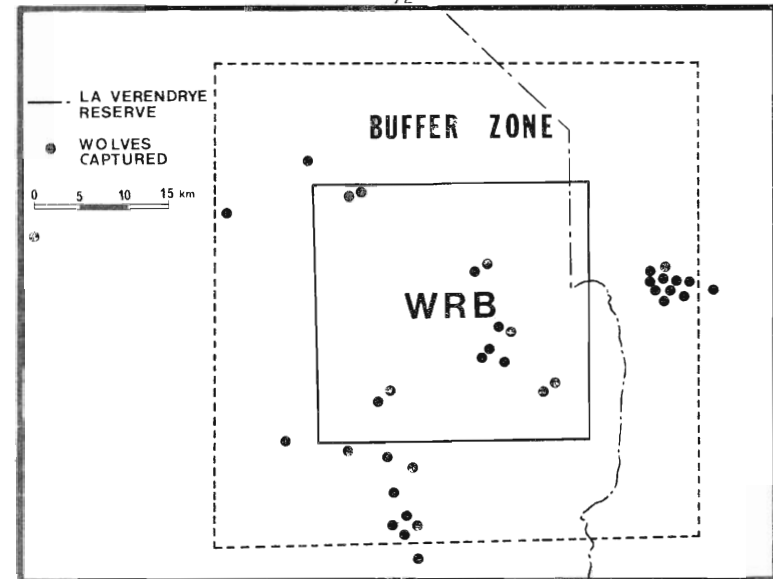 LA VERENDRYE
RESERVE
WOLVES
CAPTURED
0 5 10 15 km
BUFFER ZONE
WRB